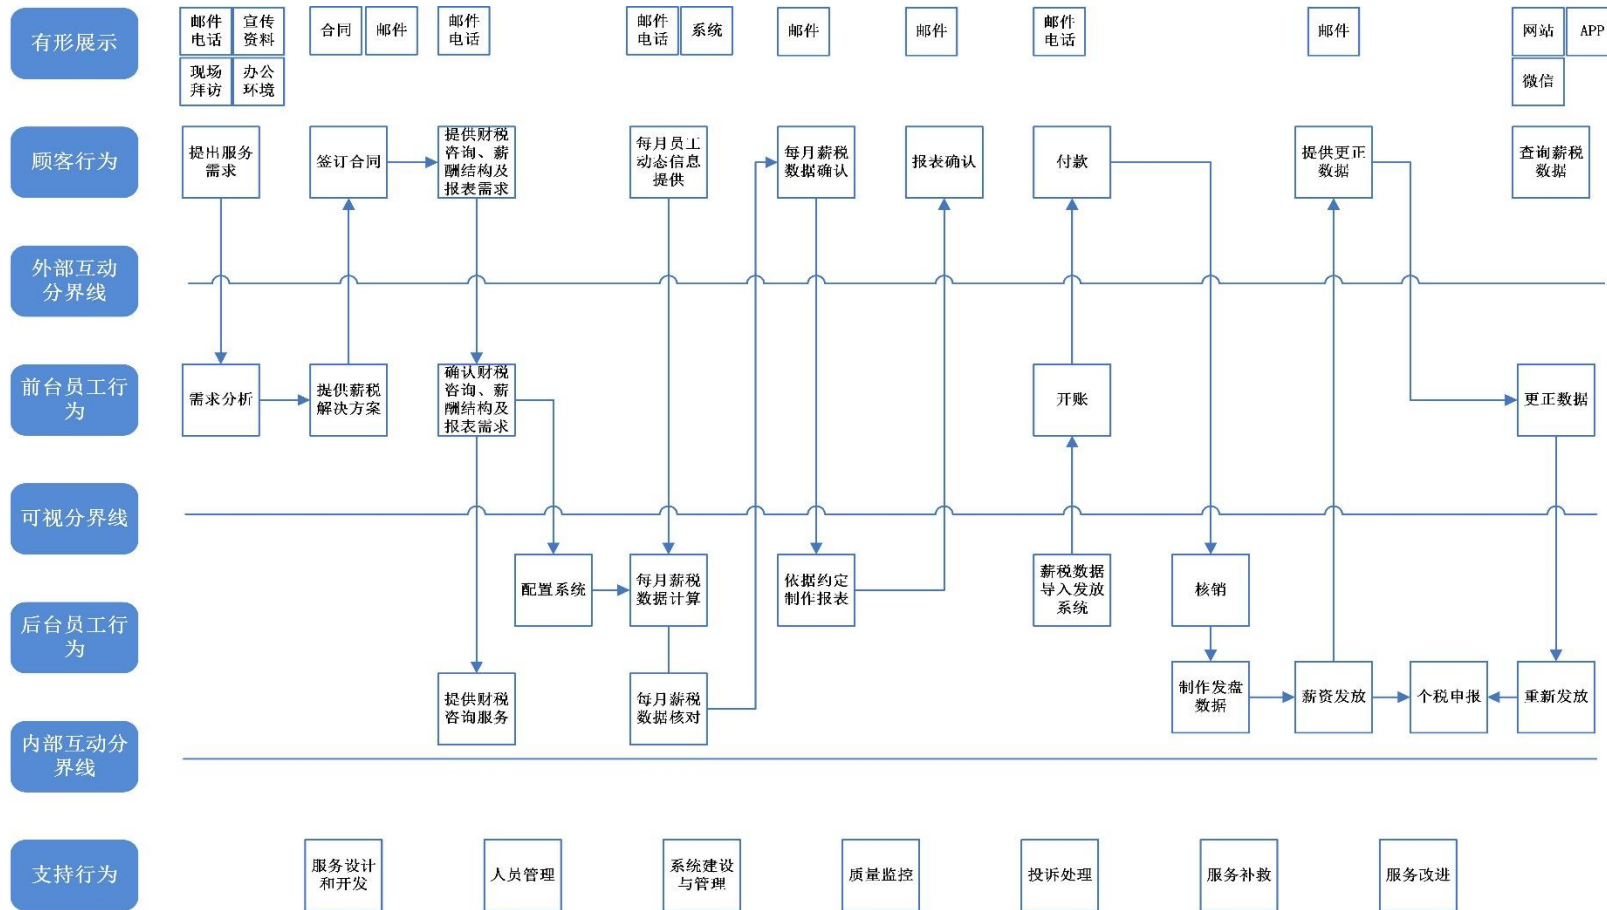 有形展示
邮件
电话
宣传
资料
现场
拜访
办公
环境
合同
邮件
邮件
电话
邮件
电话
系统
邮件
邮件
邮件
电话
邮件
网站
APP
微信
顾客行为
提出服务
需求
签订合同
提供财税
咨询、薪
酬结构及
报表需求
每月员工
动态信息
提供
每月薪税
数据确认
报表确认
付款
提供更正
数据
查询薪税
数据
外部互动
分界线
前台员工行
为
需求分析
提供薪税
解决方案
确认财税
咨询、薪
酬结构及
报表需求
开账
更正数据
可视分界线
后台员工行
为
配置系统
每月薪税
数据计算
依据约定
制作报表
薪税数据
导入发放
系统
核销
提供财税
咨询服务
每月薪税
数据核对
制作发盘
数据
薪资发放
个税申报
重新发放
内部互动分
界线
支持行为
服务设计
和开发
人员管理
系统建设
与管理
质量监控
投诉处理
服务补救
服务改进